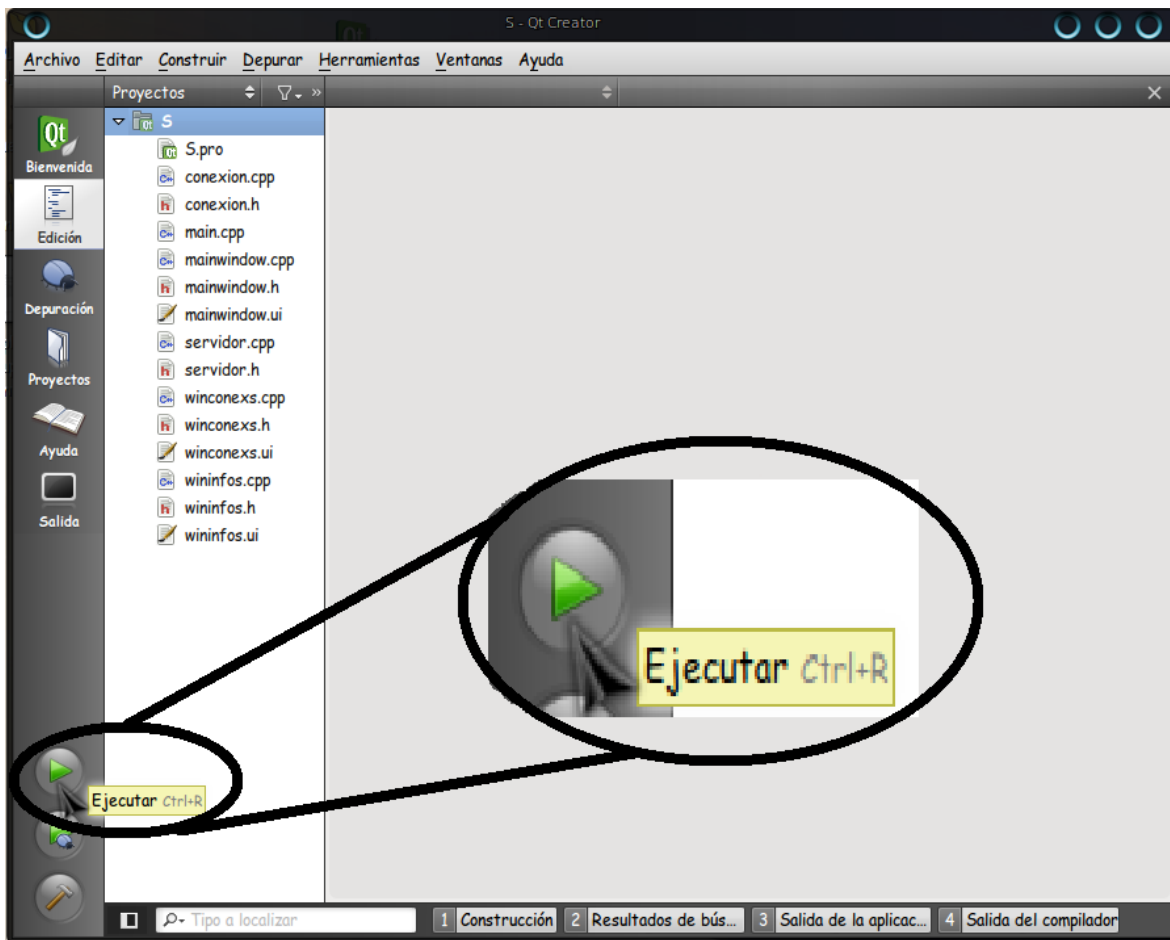 S - Qt Creator
Archivo Editar Construir Depurar Herramientas Ventanas Ayuda
Proyectos
Qt
Bienvenida
Edición
Depuración
Proyectos
Ayuda
Salida
S
S.pro
conexion.cpp
conexion.h
main.cpp
mainwindow.cpp
mainwindow.h
mainwindow.ui
servidor.cpp
servidor.h
winconexs.cpp
winconexs.h
winconexs.ui
wininfos.cpp
wininfos.h
wininfos.ui
Ejecutar Ctrl+R
Ejecutar Ctrl+R
Tipo a localizar
1 Construcción 2 Resultados de bús... 3 Salida de la aplicac... 4 Salida del compilador